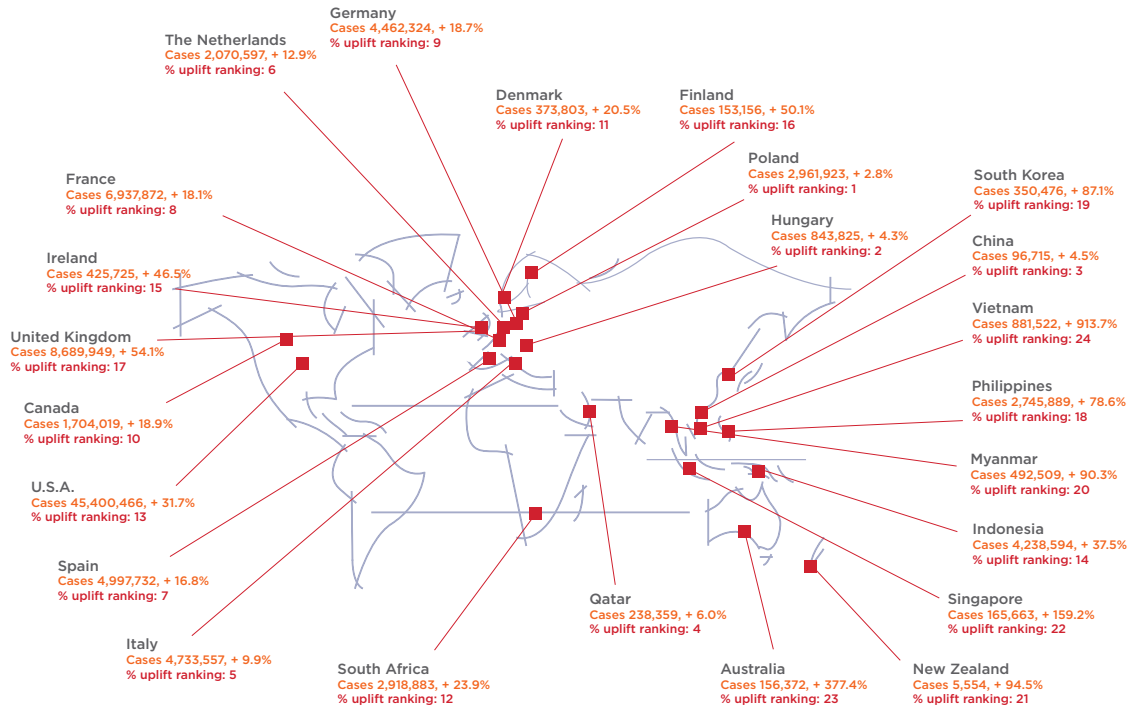 Germany
Cases 4,462,324, + 18.7%
% uplift ranking: 9
The Netherlands
Cases 2,070,597, + 12.9%
% uplift ranking: 6
Denmark
Cases 373,803, + 20.5%
% uplift ranking: 11
Finland
Cases 153,156, + 50.1%
% uplift ranking: 16
Poland
Cases 2,961,923, + 2.8%
% uplift ranking: 1
South Korea
Cases 350,476, + 87.1%
% uplift ranking: 19
France
Cases 6,937,872, + 18.1%
% uplift ranking: 8
Hungary
Cases 843,825, + 4.3%
% uplift ranking: 2
China
Cases 96,715, + 4.5%
% uplift ranking: 3
Ireland
Cases 425,725, + 46.5%
% uplift ranking: 15
Vietnam
Cases 881,522, + 913.7%
% uplift ranking: 24
United Kingdom
Cases 8,689,949, + 54.1%
% uplift ranking: 17
Philippines
Cases 2,745,889, + 78.6%
% uplift ranking: 18
Canada
Cases 1,704,019, + 18.9%
% uplift ranking: 10
Myanmar
Cases 492,509, + 90.3%
% uplift ranking: 20
U.S.A.
Cases 45,400,466, + 31.7%
% uplift ranking: 13
Indonesia
Cases 4,238,594, + 37.5%
% uplift ranking: 14
Spain
Cases 4,997,732, + 16.8%
% uplift ranking: 7
Qatar
Cases 238,359, + 6.0%
% uplift ranking: 4
Singapore
Cases 165,663, + 159.2%
% uplift ranking: 22
Italy
Cases 4,733,557, + 9.9%
% uplift ranking: 5
South Africa
Cases 2,918,883, + 23.9%
% uplift ranking: 12
Australia
Cases 156,372, + 377.4%
% uplift ranking: 23
New Zealand
Cases 5,554, + 94.5%
% uplift ranking: 21